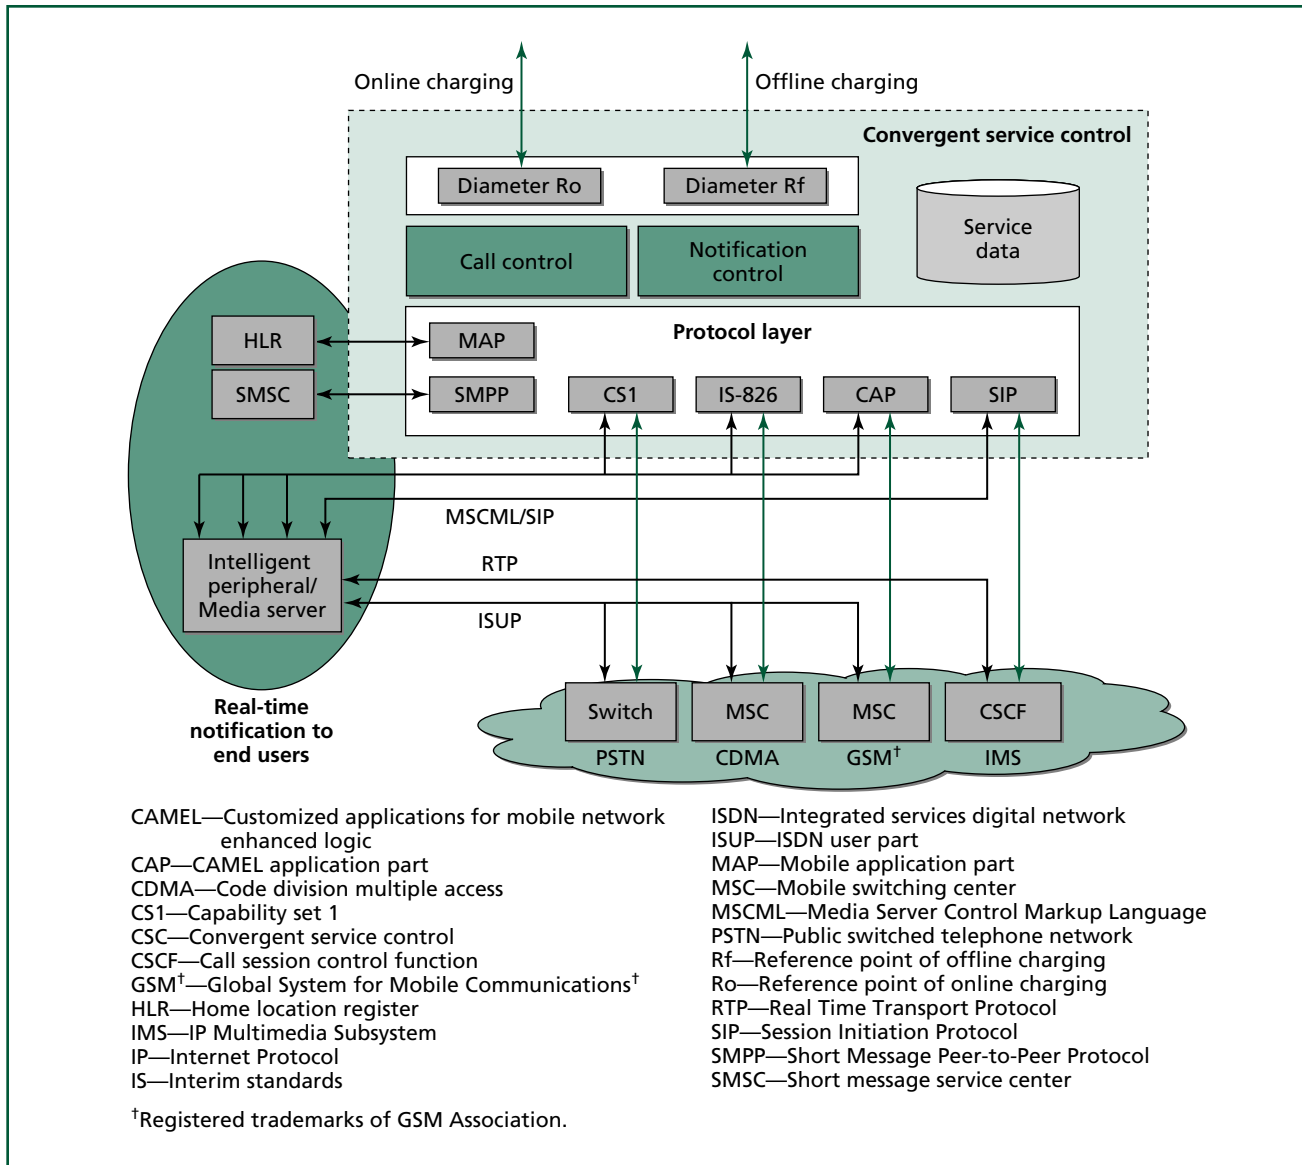 Online charging
Offline charging
Convergent service control
Diameter Ro
Diameter Rf
Call control
Notification
control
Service
data
Protocol layer
HLR
MAP
SMSC
SMPP
CS1
IS-826
CAP
SIP
MSCML/SIP
Intelligent
peripheral/
Media server
RTP
ISUP
Real-time
notification to
end users
Switch
MSC
MSC
CSCF
PSTN
CDMA
GSM†
IMS
CAMEL—Customized applications for mobile network
enhanced logic
CAP—CAMEL application part
CDMA—Code division multiple access
CS1—Capability set 1
CSC—Convergent service control
CSCF—Call session control function
GSM†—Global System for Mobile Communications†
HLR—Home location register
IMS—IP Multimedia Subsystem
IP—Internet Protocol
IS—Interim standards
ISDN—Integrated services digital network
ISUP—ISDN user part
MAP—Mobile application part
MSC—Mobile switching center
MSCML—Media Server Control Markup Language
PSTN—Public switched telephone network
Rf—Reference point of offline charging
Ro—Reference point of online charging
RTP—Real Time Transport Protocol
SIP—Session Initiation Protocol
SMPP—Short Message Peer-to-Peer Protocol
SMSC—Short message service center
†Registered trademarks of GSM Association.